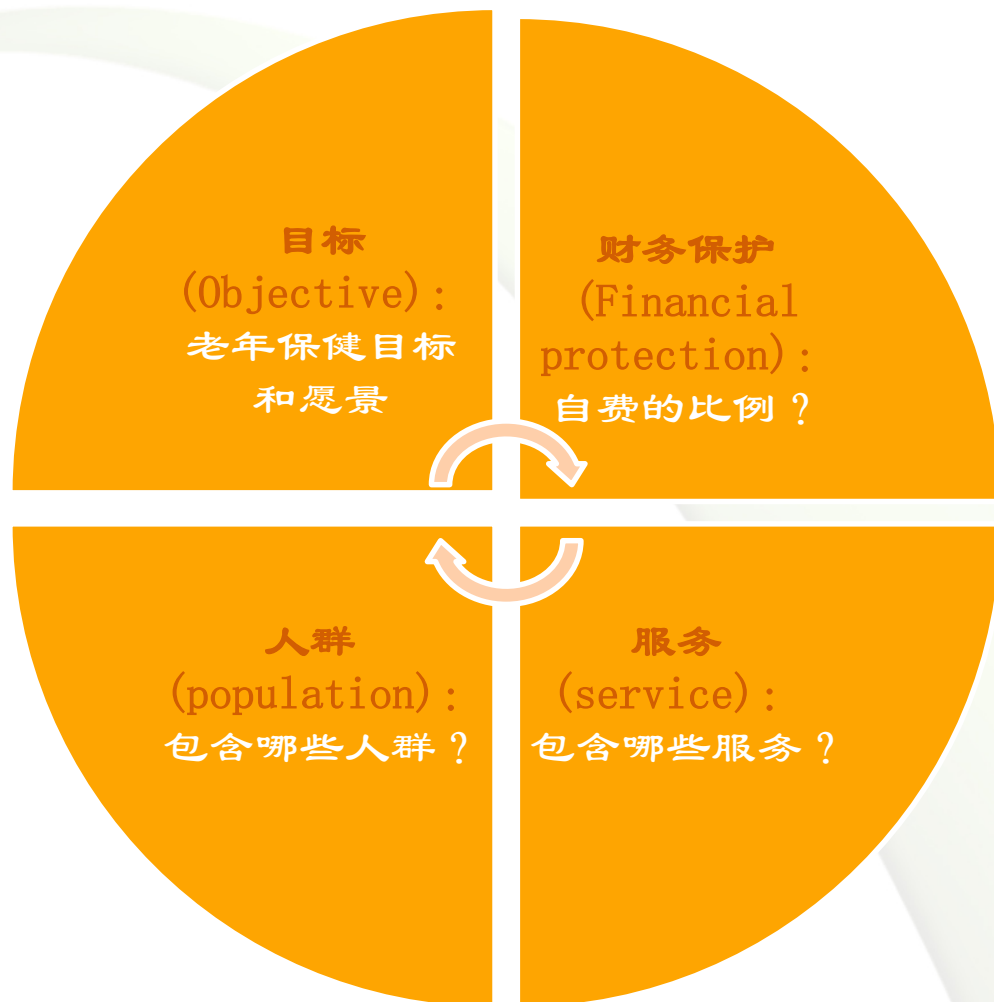 目标
(Objective):
老年保健目标
和愿景
财务保护
(Financial
protection):
自费的比例？
人群
(population):
包含哪些人群？
服务
(service):
包含哪些服务？